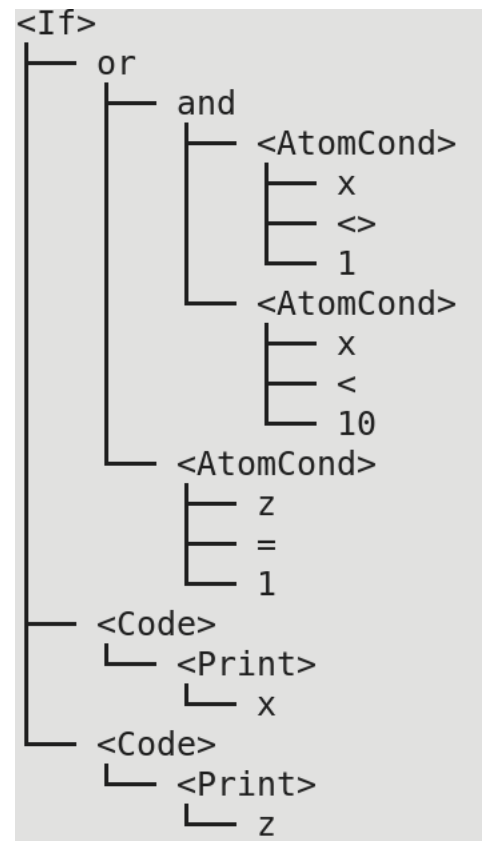 <If>
or
and
<AtomCond>
x
<>
1
<AtomCond>
x
<
10
<AtomCond>
z
=
1
<Code>
<Print>
x
<Code>
<Print>
z